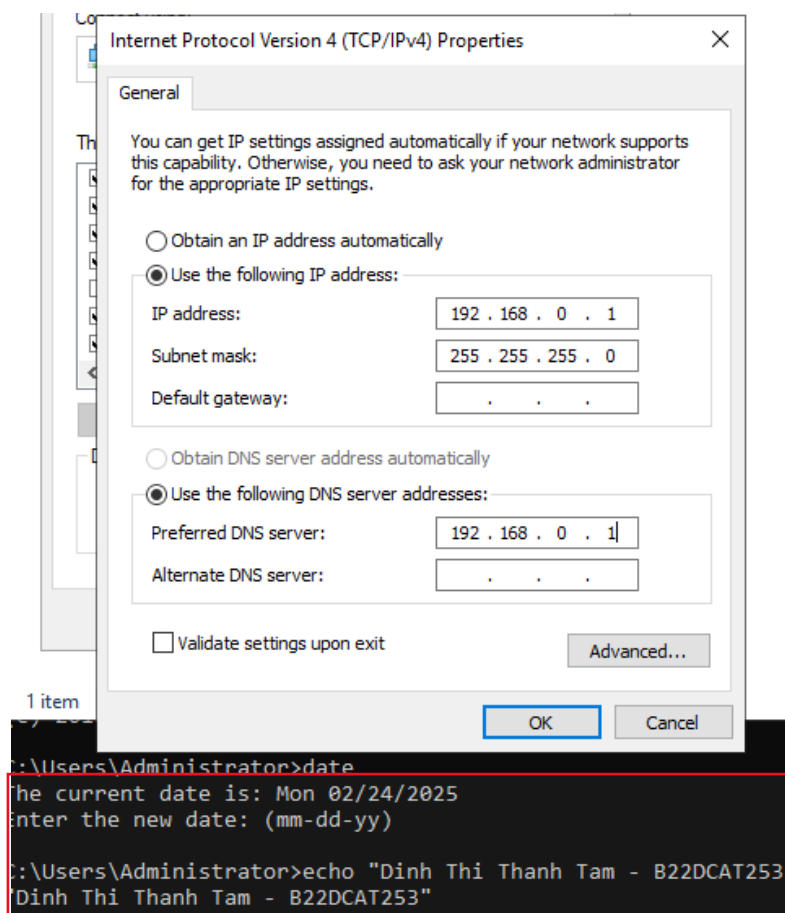 Internet Protocol Version 4 (TCP/IPv4) Properties
General
You can get IP settings assigned automatically if your network supports
this capability. Otherwise, you need to ask your network administrator
for the appropriate IP settings.
Obtain an IP address automatically
Use the following IP address:
IP address: 192 . 168 . 0 . 1
Subnet mask: 255 . 255 . 255 . 0
Default gateway: . . .
Obtain DNS server address automatically
Use the following DNS server addresses:
Preferred DNS server: 192 . 168 . 0 . 1
Alternate DNS server: . . .
Validate settings upon exit
Advanced...
1 item
OK Cancel
C:\Users\Administrator>date
The current date is: Mon 02/24/2025
Enter the new date: (mm-dd-yy)
C:\Users\Administrator>echo "Dinh Thi Thanh Tam - B22DCAT253
"Dinh Thi Thanh Tam - B22DCAT253"